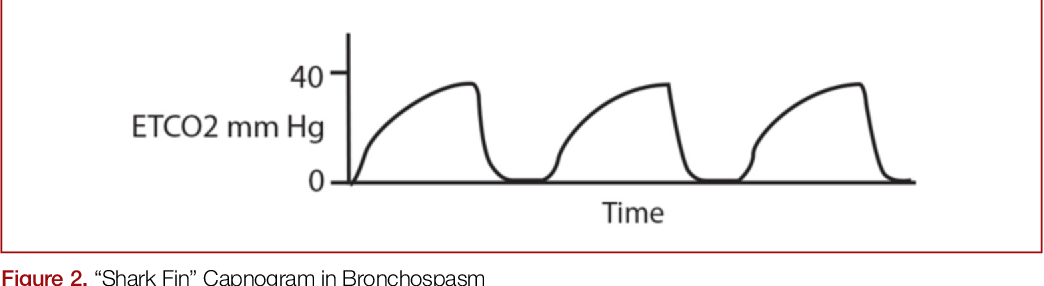 40
ETCO2 mm Hg
0
Time
Figure 2. “Shark Fin” Capnogram in Bronchospasm